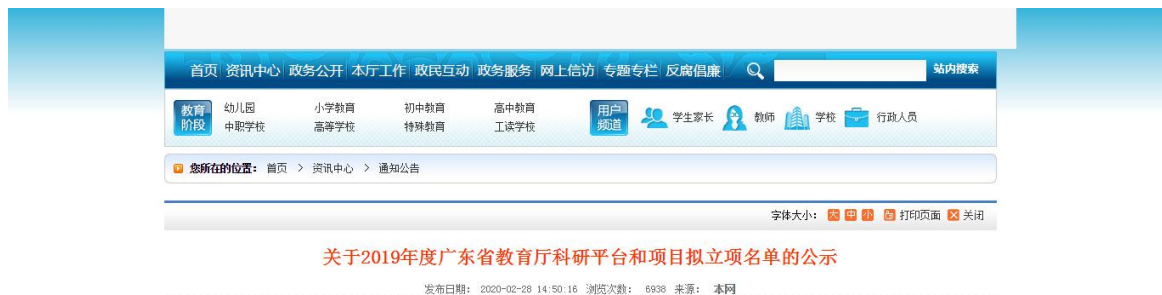 首页 资讯中心 政务公开 本厅工作 政民互动 政务服务 网上信访 专题专栏 反腐倡廉 站内搜索
教育阶段 幼儿园 小学教育 初中教育 高中教育 用户频道 学生家长 教师 学校 行政人员
中职学校 高等学校 特殊教育 工读学校
您所在的位置: 首页 > 资讯中心 > 通知公告
字体大小: 大 中 小 打印页面 关闭
关于2019年度广东省教育厅科研平台和项目拟立项名单的公示
发布日期: 2020-02-28 14:50:16 浏览次数: 6938 来源: 本网